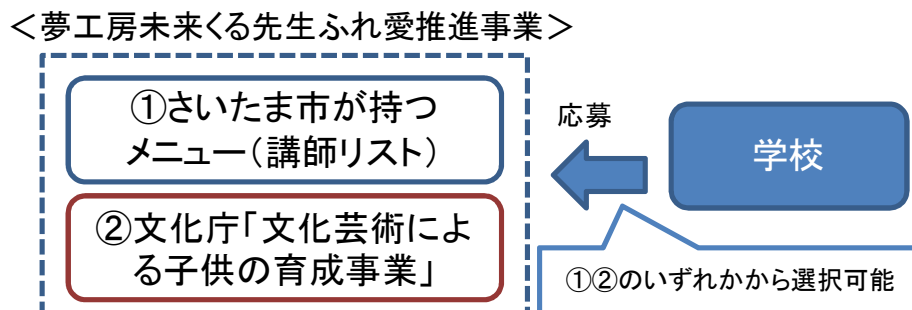 ＜夢工房未来くる先生ふれ愛推進事業＞
①さいたま市が持つ
メニュー（講師リスト）
②文化庁「文化芸術によ
る子供の育成事業」
応募
学校
①②のいずれかから選択可能